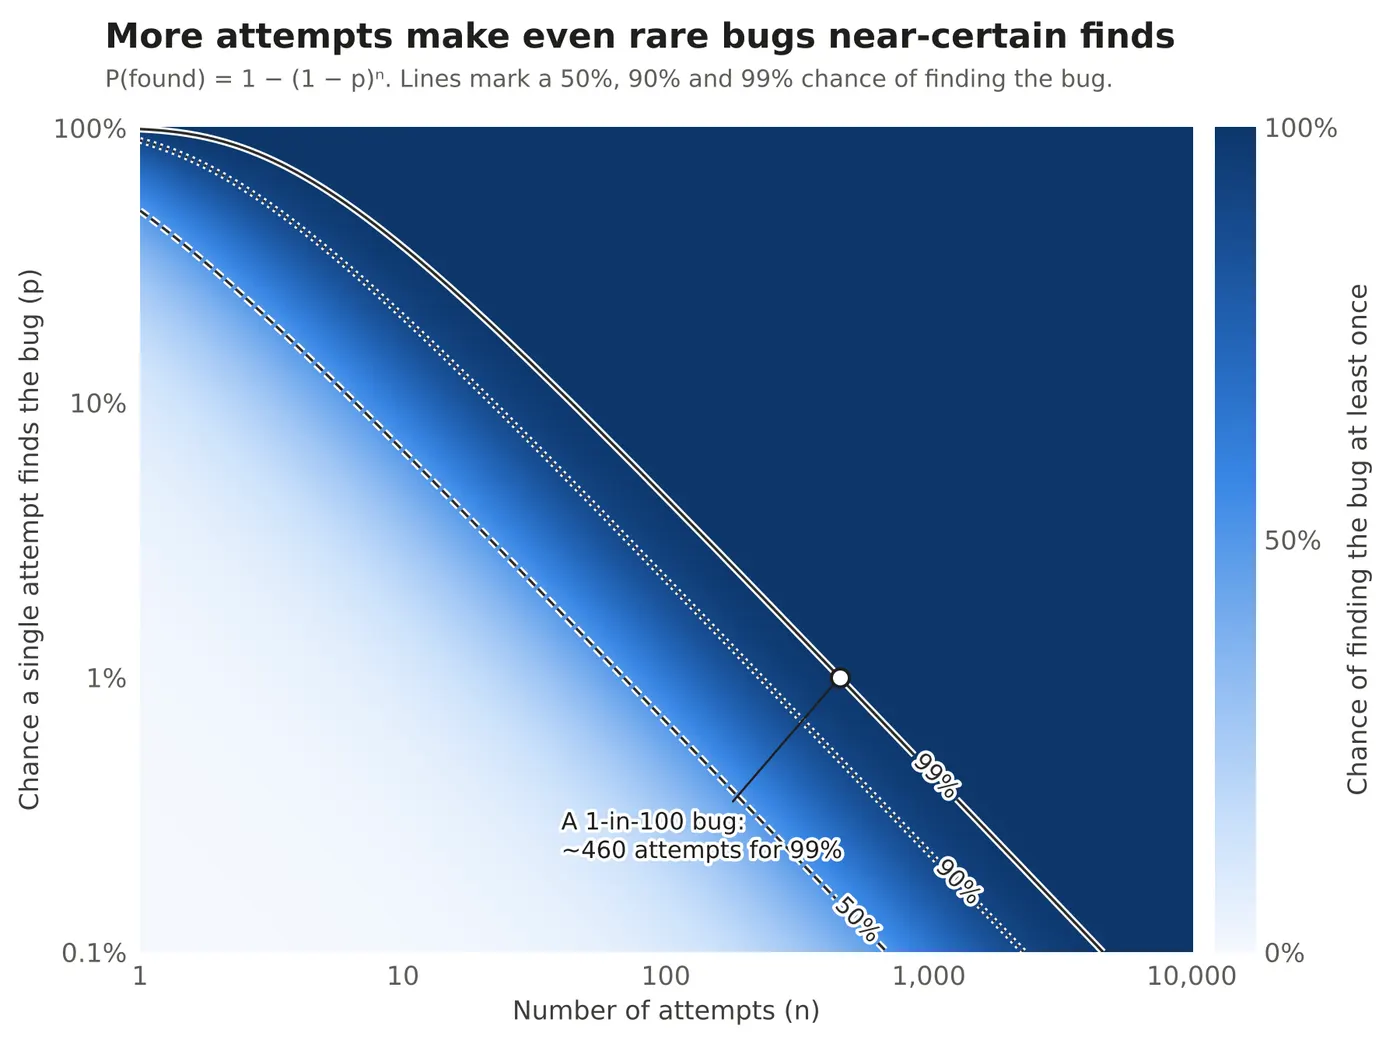 More attempts make even rare bugs near-certain finds
P(found) = 1 − (1 − p)ⁿ. Lines mark a 50%, 90% and 99% chance of finding the bug.
Chance a single attempt finds the bug (p)
100%
10%
1%
0.1%
99%
90%
50%
A 1-in-100 bug:
~460 attempts for 99%
1
10
100
1,000
10,000
Number of attempts (n)
100%
50%
0%
Chance of finding the bug at least once